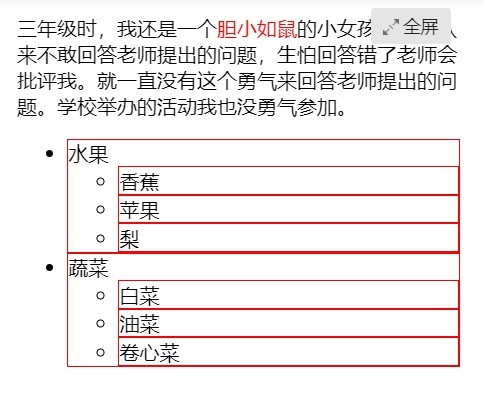 三年级时，我还是一个胆小如鼠的小女孩
全屏
来不敢回答老师提出的问题，生怕回答错了老师会
批评我。就一直没有这个勇气来回答老师提出的问
题。学校举办的活动我也没勇气参加。
水果
香蕉
苹果
梨
蔬菜
白菜
油菜
卷心菜